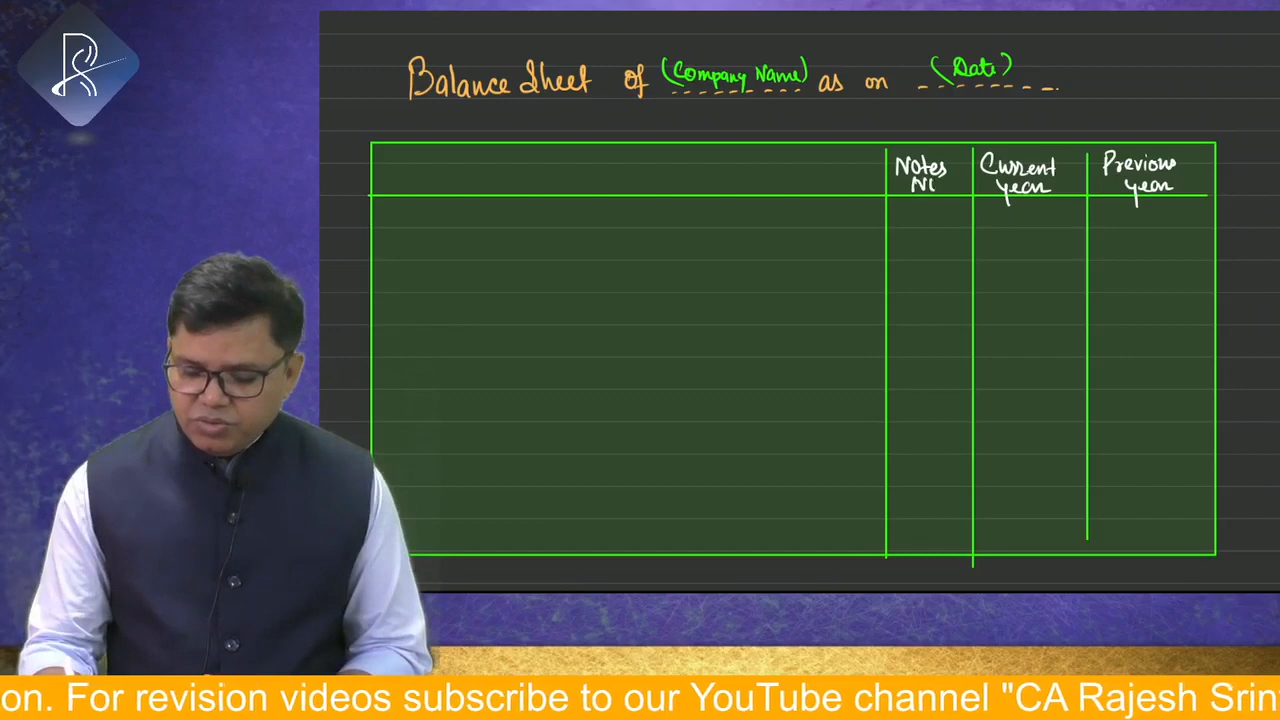 Balance Sheet of (Company Name) as on (Date)
Notes Current Previous
year year
on. For revision videos subscribe to our YouTube channel "CA Rajesh Srin